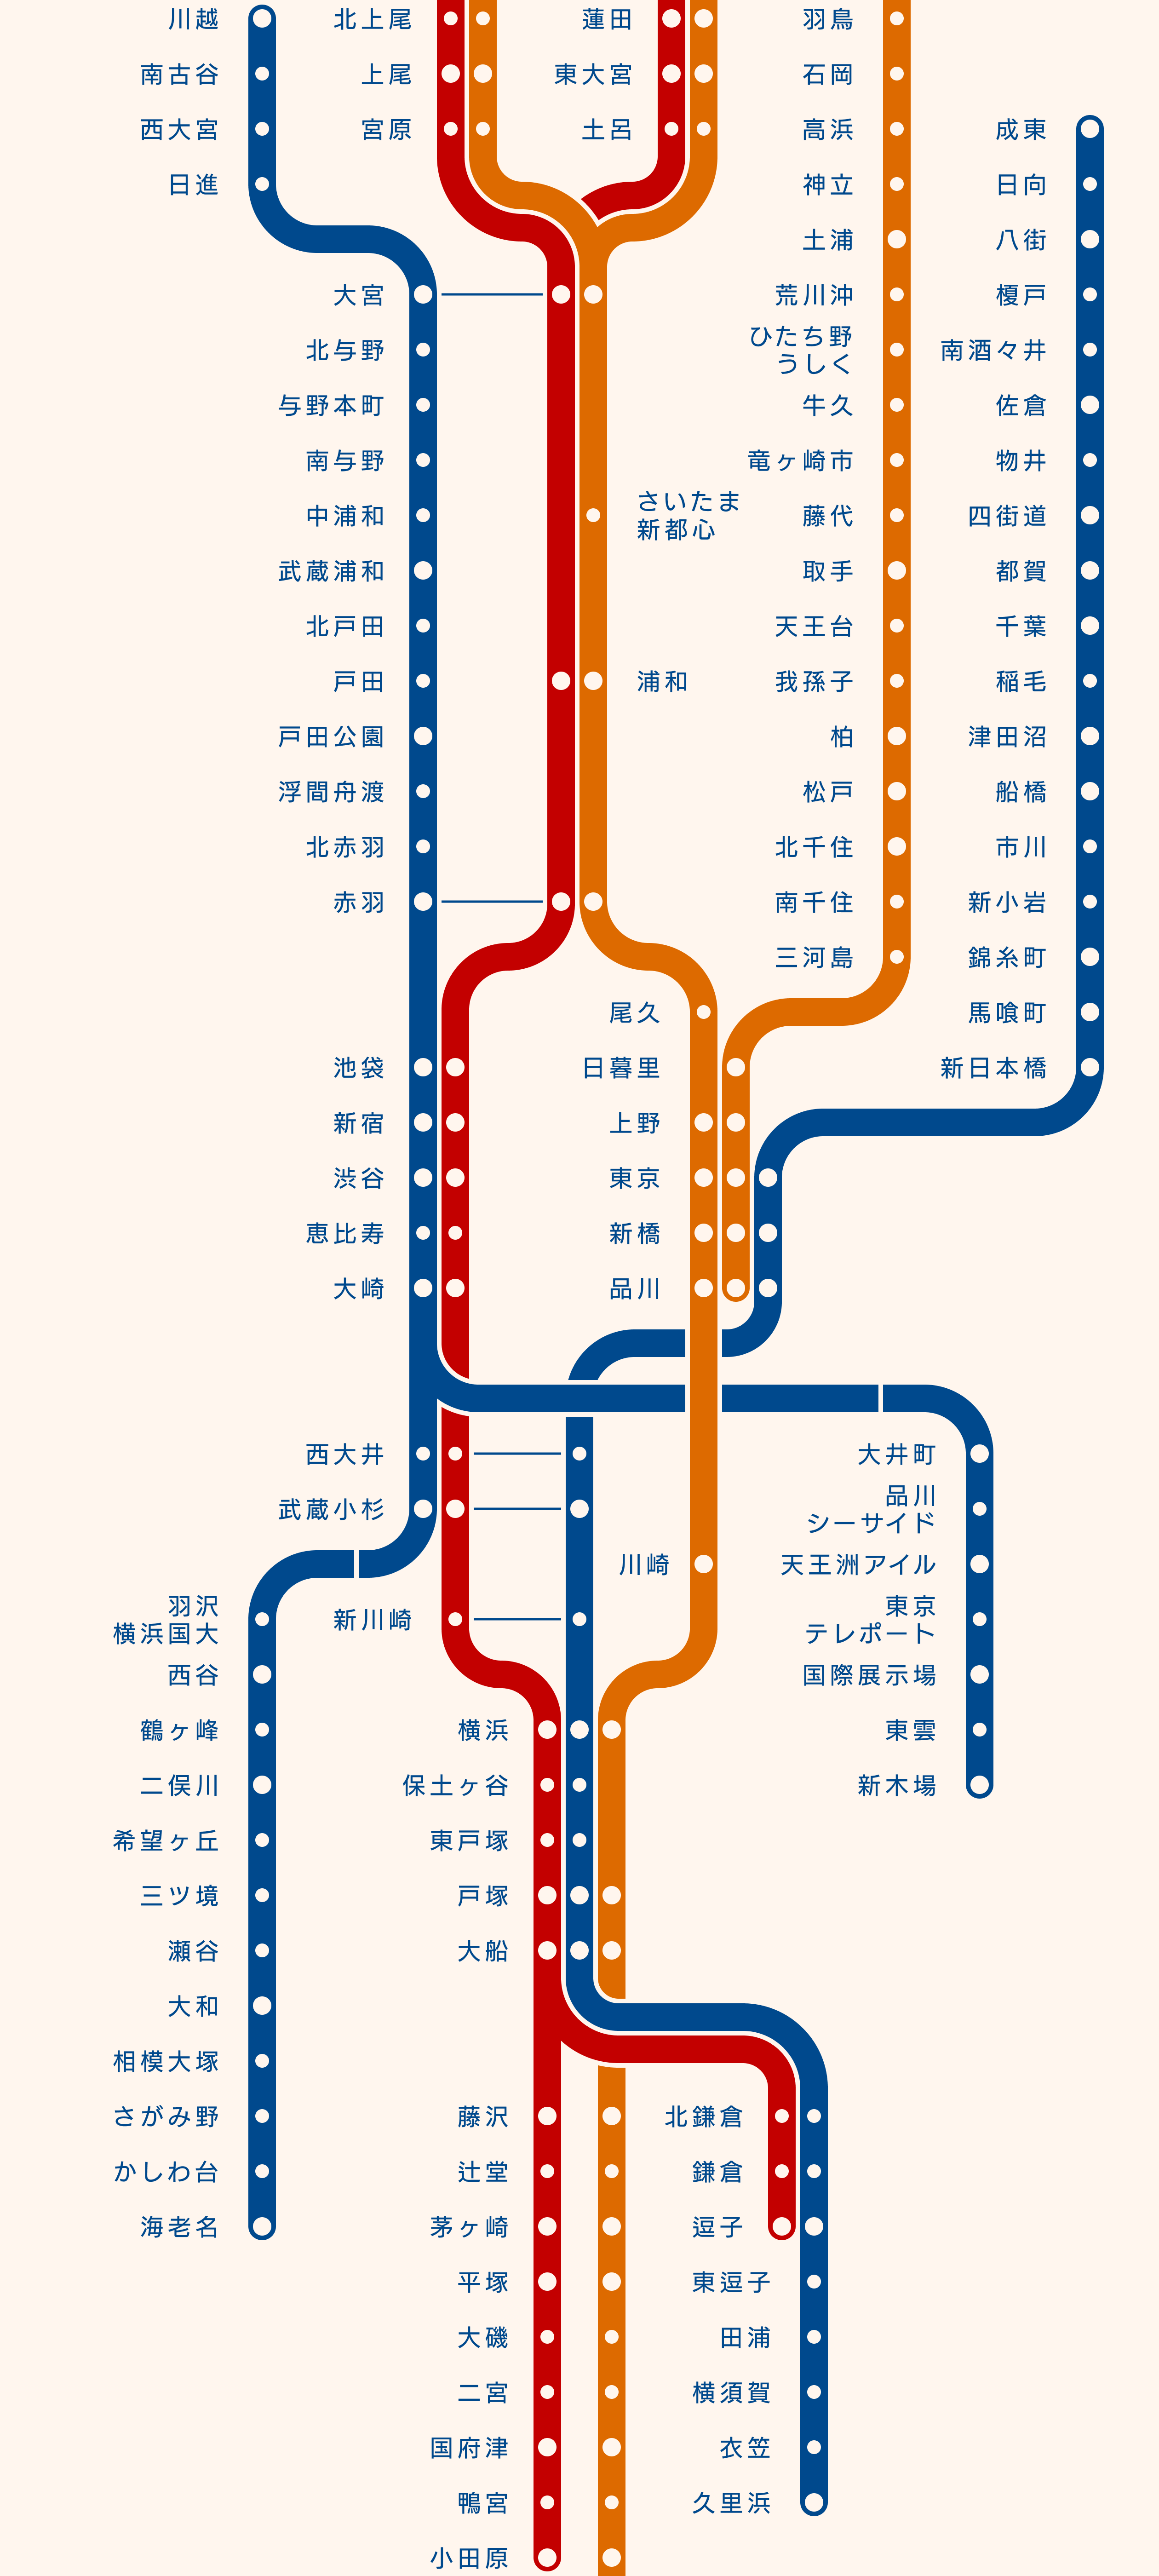 川越
南古谷
西大宮
日進
大宮
北与野
与野本町
南与野
中浦和
武蔵浦和
北戸田
戸田
戸田公園
浮間舟渡
北赤羽
赤羽
池袋
新宿
渋谷
恵比寿
大崎
西大井
武蔵小杉
羽沢
横浜国大
西谷
鶴ヶ峰
二俣川
希望ヶ丘
三ツ境
瀬谷
大和
相模大塚
さがみ野
かしわ台
海老名
北上尾
上尾
宮原
蓮田
東大宮
土呂
さいたま
新都心
浦和
尾久
日暮里
上野
東京
新橋
品川
川崎
新川崎
横浜
保土ヶ谷
東戸塚
戸塚
大船
藤沢
辻堂
茅ヶ崎
平塚
大磯
二宮
国府津
鴨宮
小田原
北鎌倉
鎌倉
逗子
東逗子
田浦
横須賀
衣笠
久里浜
羽鳥
石岡
高浜
神立
土浦
荒川沖
ひたち野
うしく
牛久
竜ヶ崎市
藤代
取手
天王台
我孫子
柏
松戸
北千住
南千住
三河島
成東
日向
八街
榎戸
南酒々井
佐倉
物井
四街道
都賀
千葉
稲毛
津田沼
船橋
市川
新小岩
錦糸町
馬喰町
新日本橋
大井町
品川
シーサイド
天王洲アイル
東京
テレポート
国際展示場
東雲
新木場